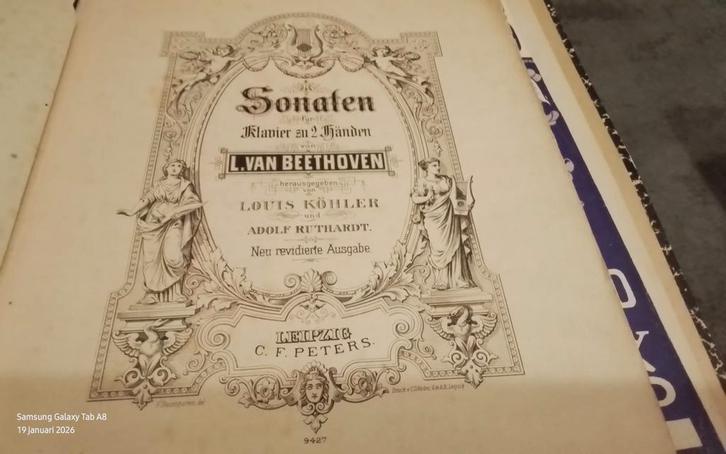 Sonaten
für
Klavier zu 2 Händen
von
L. VAN BEETHOVEN
herausgegeben
von
LOUIS KÖHLER
und
ADOLF RUTHARDT.
Neu revidierte Ausgabe
LEIPZIG
C. F. PETERS.
9427
Samsung Galaxy Tab A8
19 januari 2026